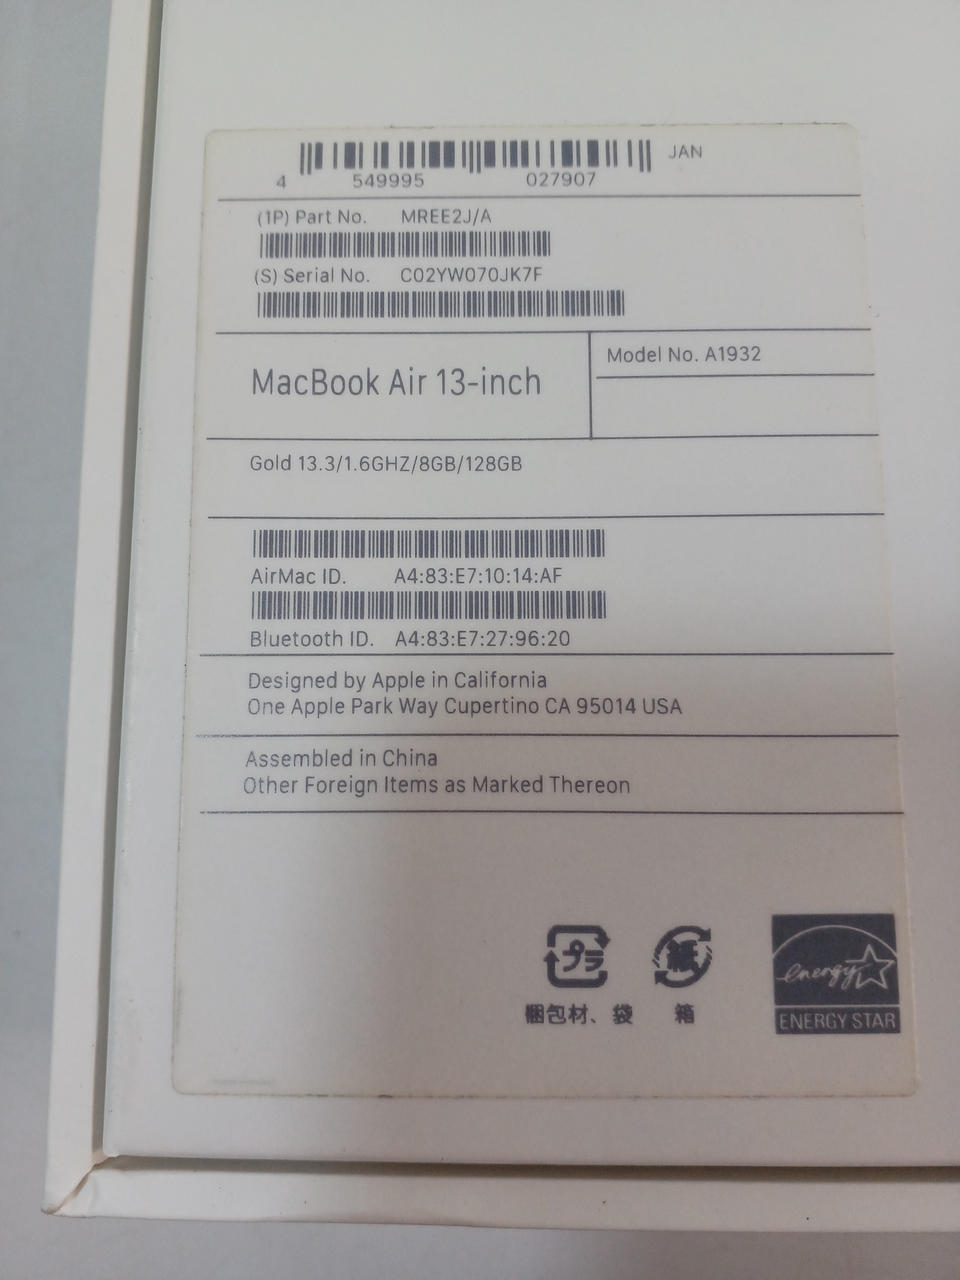 JAN
4 549995 027907
(1P) Part No. MREE2J/A
(S) Serial No. C02YW070JK7F
MacBook Air 13-inch
Model No. A1932
Gold 13.3/1.6GHZ/8GB/128GB
AirMac ID. A4:83:E7:10:14:AF
Bluetooth ID. A4:83:E7:27:96:20
Designed by Apple in California
One Apple Park Way Cupertino CA 95014 USA
Assembled in China
Other Foreign Items as Marked Thereon
プラ
紙
energy
梱包材、袋
箱
ENERGY STAR